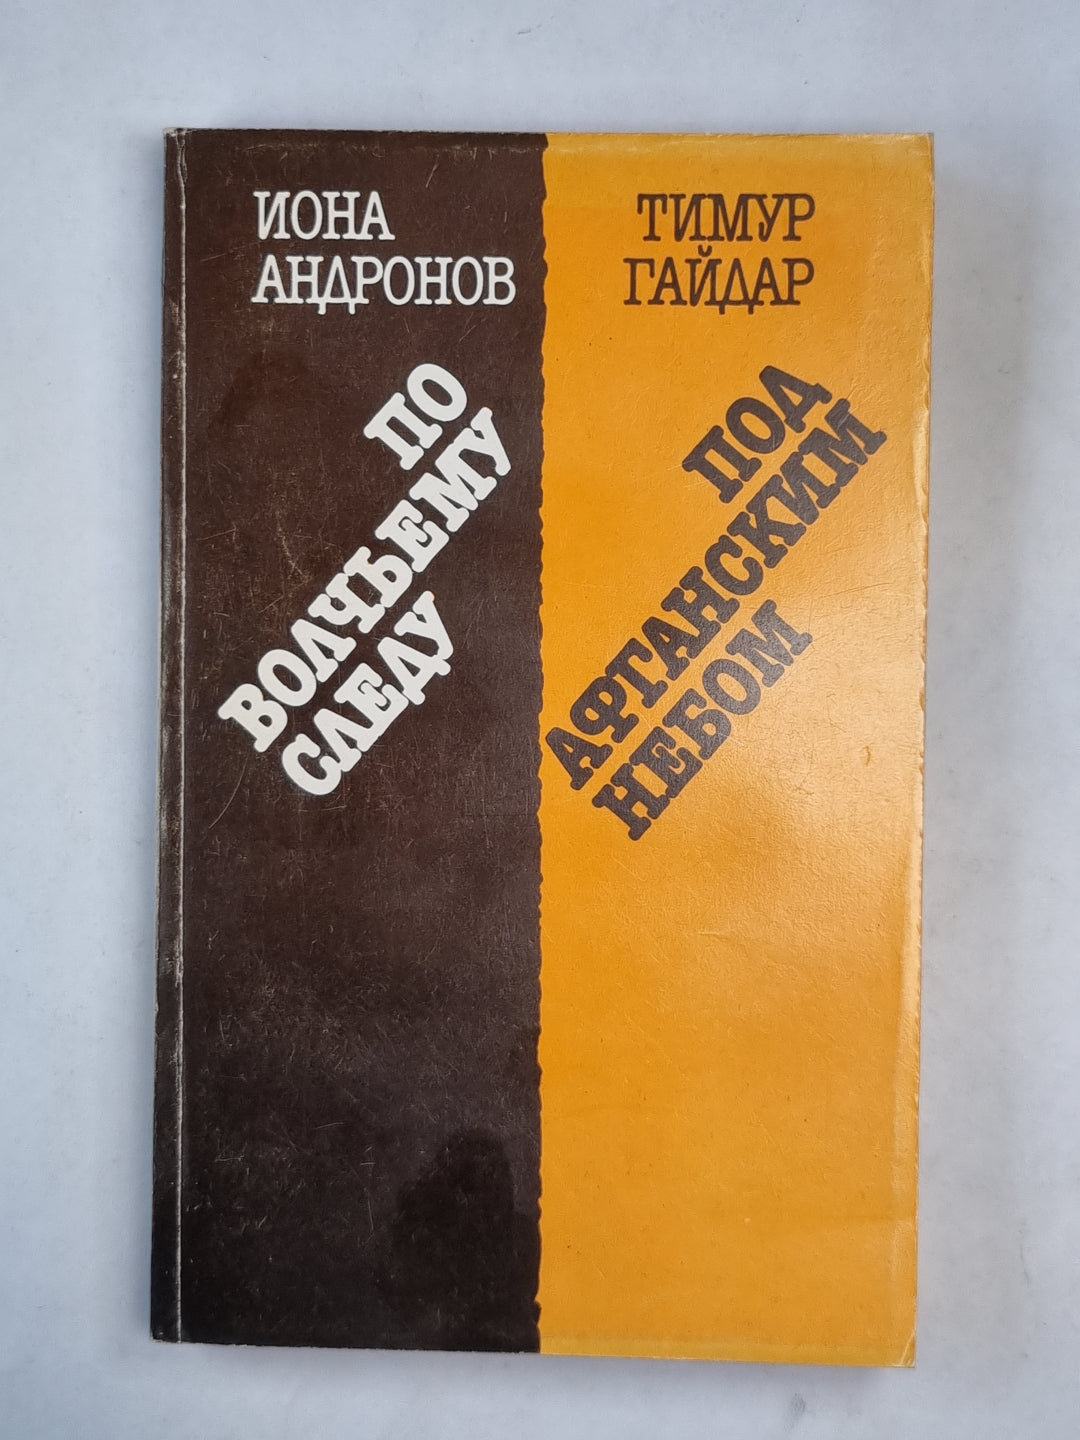 ИОНА
АНДРОНОВ
ПО
ВОЛЧЬЕМУ
СЛЕДУ
ТИМУР
ГАЙДАР
ПОД
АФГАНСКИМ
НЕБОМ